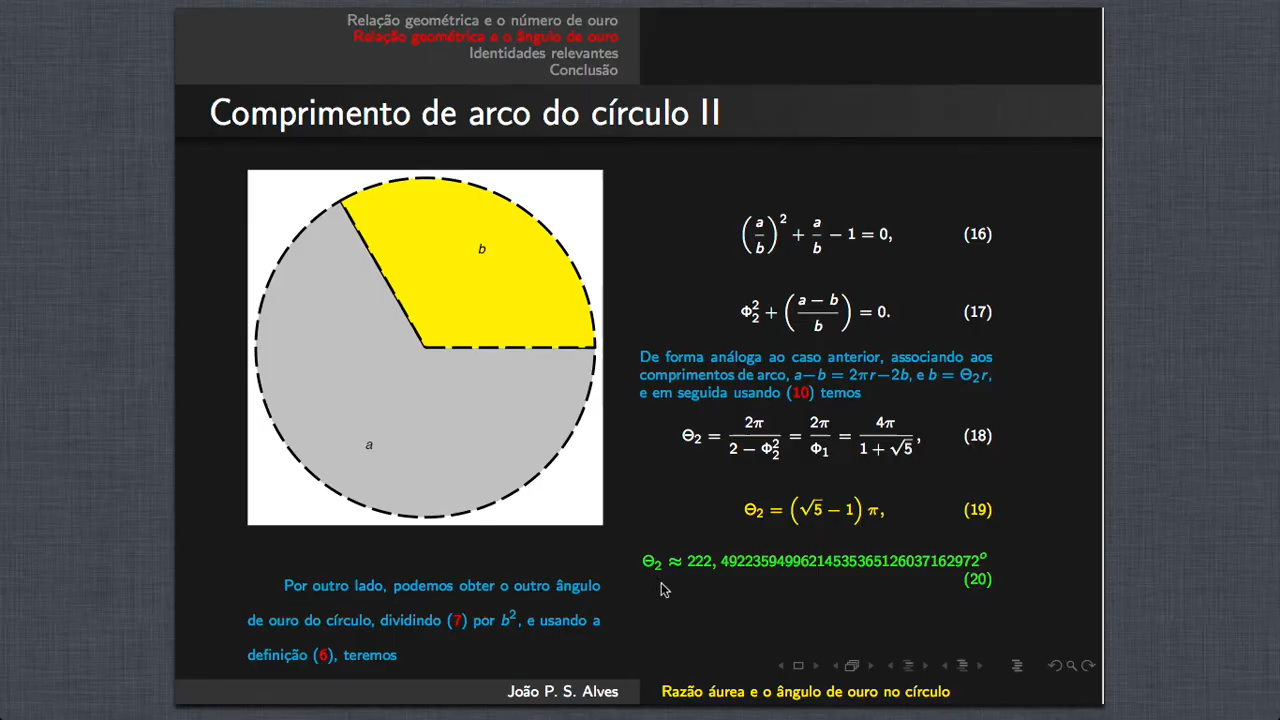 Relação geométrica e o número de ouro
Relação geométrica e o ângulo de ouro
Identidades relevantes
Conclusão
Comprimento de arco do círculo II
b
a
Por outro lado, podemos obter o outro ângulo
de ouro do círculo, dividindo (7) por b², e usando a
definição (6), teremos
(a/b)² + a/b − 1 = 0, (16)
Φ₂² + ((a − b)/b) = 0. (17)
De forma análoga ao caso anterior, associando aos
comprimentos de arco, a−b = 2πr−2b, e b = Θ₂r,
e em seguida usando (10) temos
Θ₂ = 2π/(2 − Φ₂²) = 2π/Φ₁ = 4π/(1 + √5), (18)
Θ₂ = (√5 − 1) π, (19)
Θ₂ ≈ 222, 49223594996214535365126037162972º
(20)
João P. S. Alves
Razão áurea e o ângulo de ouro no círculo